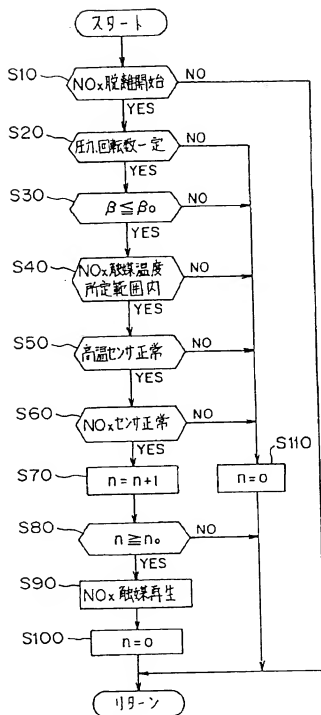 スタート
S10
NOx脱離開始
NO
YES
S20
圧力,回転数一定
NO
YES
S30
β≦β₀
NO
YES
S40
NOx触媒温度
所定範囲内
NO
YES
S50
高温センサ正常
NO
YES
S60
NOxセンサ正常
NO
YES
S70
n=n+1
S110
n=0
S80
n≧n₀
NO
YES
S90
NOx触媒再生
S100
n=0
リターン